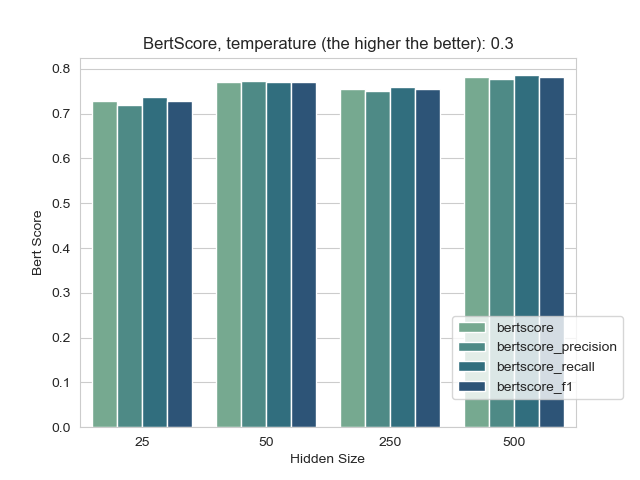 BertScore, temperature (the higher the better): 0.3
Bert Score
0.8
0.7
0.6
0.5
0.4
0.3
0.2
0.1
0.0
25 50 250 500
Hidden Size
bertscore
bertscore_precision
bertscore_recall
bertscore_f1